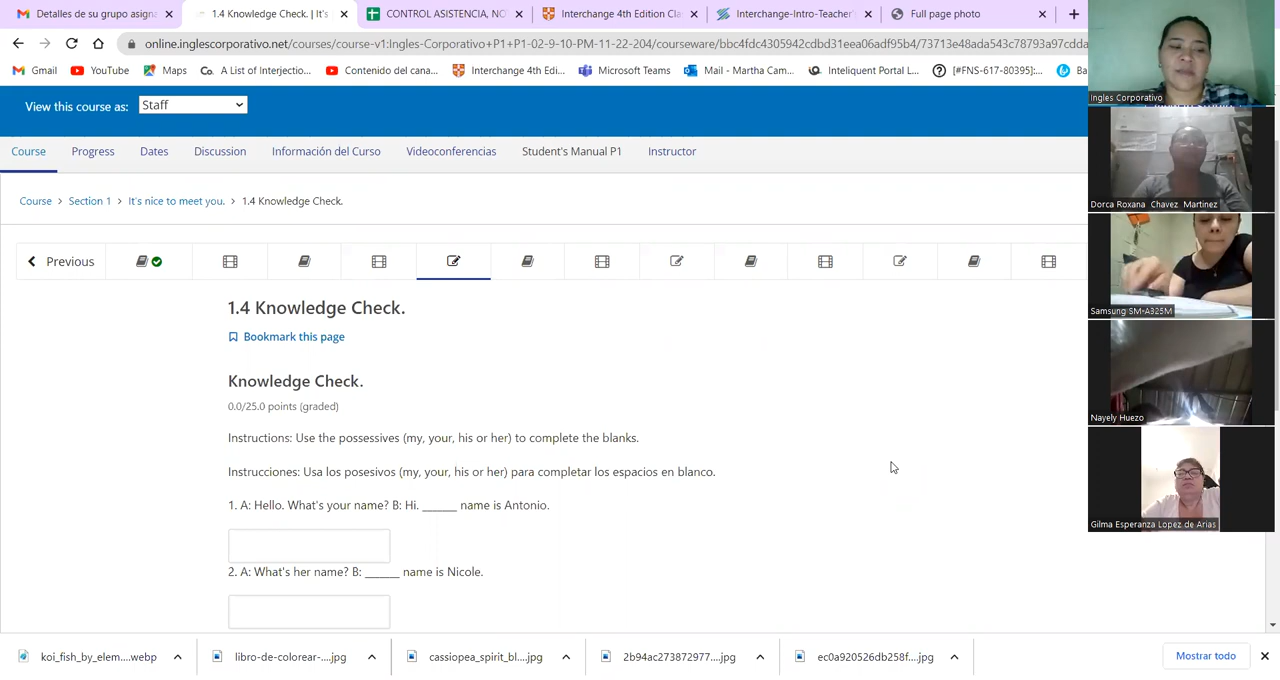 Detalles de su grupo asigna
1.4 Knowledge Check. | It's
CONTROL ASISTENCIA, NO
Interchange 4th Edition Cla
Interchange-Intro-Teacher'
Full page photo
online.inglescorporativo.net/courses/course-v1:Ingles-Corporativo+P1+P1-02-9-10-PM-11-22-204/courseware/bbc4fdc4305942cdbd31eea06adf95b4/73713e48ada543c78793a97cdda
Gmail
YouTube
Maps
A List of Interjectio...
Contenido del cana...
Interchange 4th Edi...
Microsoft Teams
Mail - Martha Cam...
Inteliquent Portal L...
[#FNS-617-80395]:...
Ba
View this course as:
Staff
Course
Progress
Dates
Discussion
Información del Curso
Videoconferencias
Student's Manual P1
Instructor
Course > Section 1 > It's nice to meet you. > 1.4 Knowledge Check.
Previous
1.4 Knowledge Check.
Bookmark this page
Knowledge Check.
0.0/25.0 points (graded)
Instructions: Use the possessives (my, your, his or her) to complete the blanks.
Instrucciones: Usa los posesivos (my, your, his or her) para completar los espacios en blanco.
1. A: Hello. What's your name? B: Hi. ______ name is Antonio.
2. A: What's her name? B: ______ name is Nicole.
koi_fish_by_elem....webp
libro-de-colorear-....jpg
cassiopea_spirit_bl....jpg
2b94ac273872977....jpg
ec0a920526db258f....jpg
Mostrar todo
Ingles Corporativo
Dorca Roxana Chavez Martinez
Samsung SM-A325M
Nayely Huezo
Gilma Esperanza Lopez de Arias